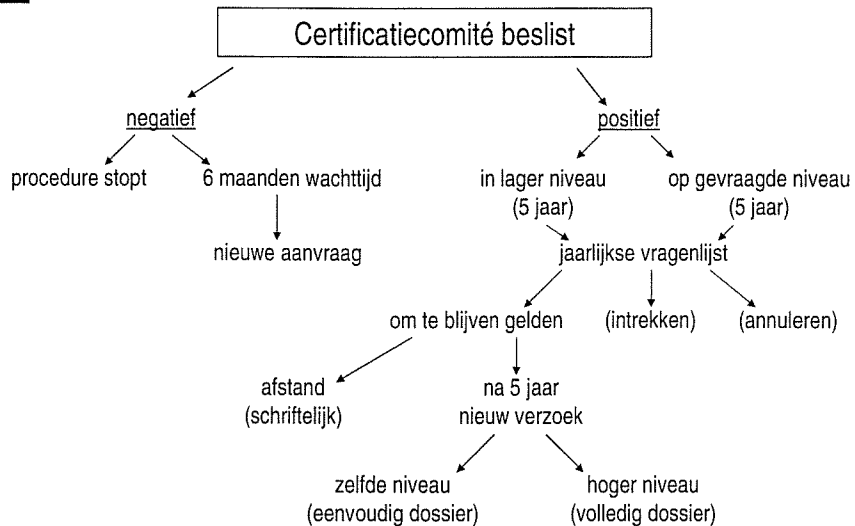 Certificatiecomité beslist
negatief
positief
procedure stopt
6 maanden wachttijd
in lager niveau
(5 jaar)
op gevraagde niveau
(5 jaar)
nieuwe aanvraag
jaarlijkse vragenlijst
om te blijven gelden
(intrekken)
(annuleren)
afstand
(schriftelijk)
na 5 jaar
nieuw verzoek
zelfde niveau
(eenvoudig dossier)
hoger niveau
(volledig dossier)